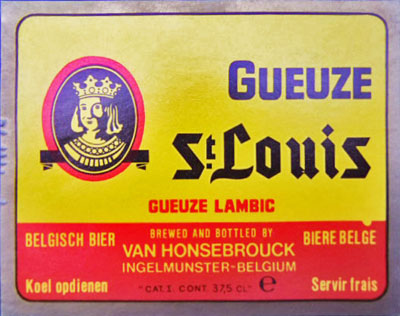 GUEUZE
St. Louis
GUEUZE LAMBIC
BREWED AND BOTTLED BY
BELGISCH BIER
VAN HONSEBROUCK
BIERE BELGE
INGELMUNSTER-BELGIUM
Koel opdienen
"CAT. I. CONT. 37,5 CL" e
Servir frais